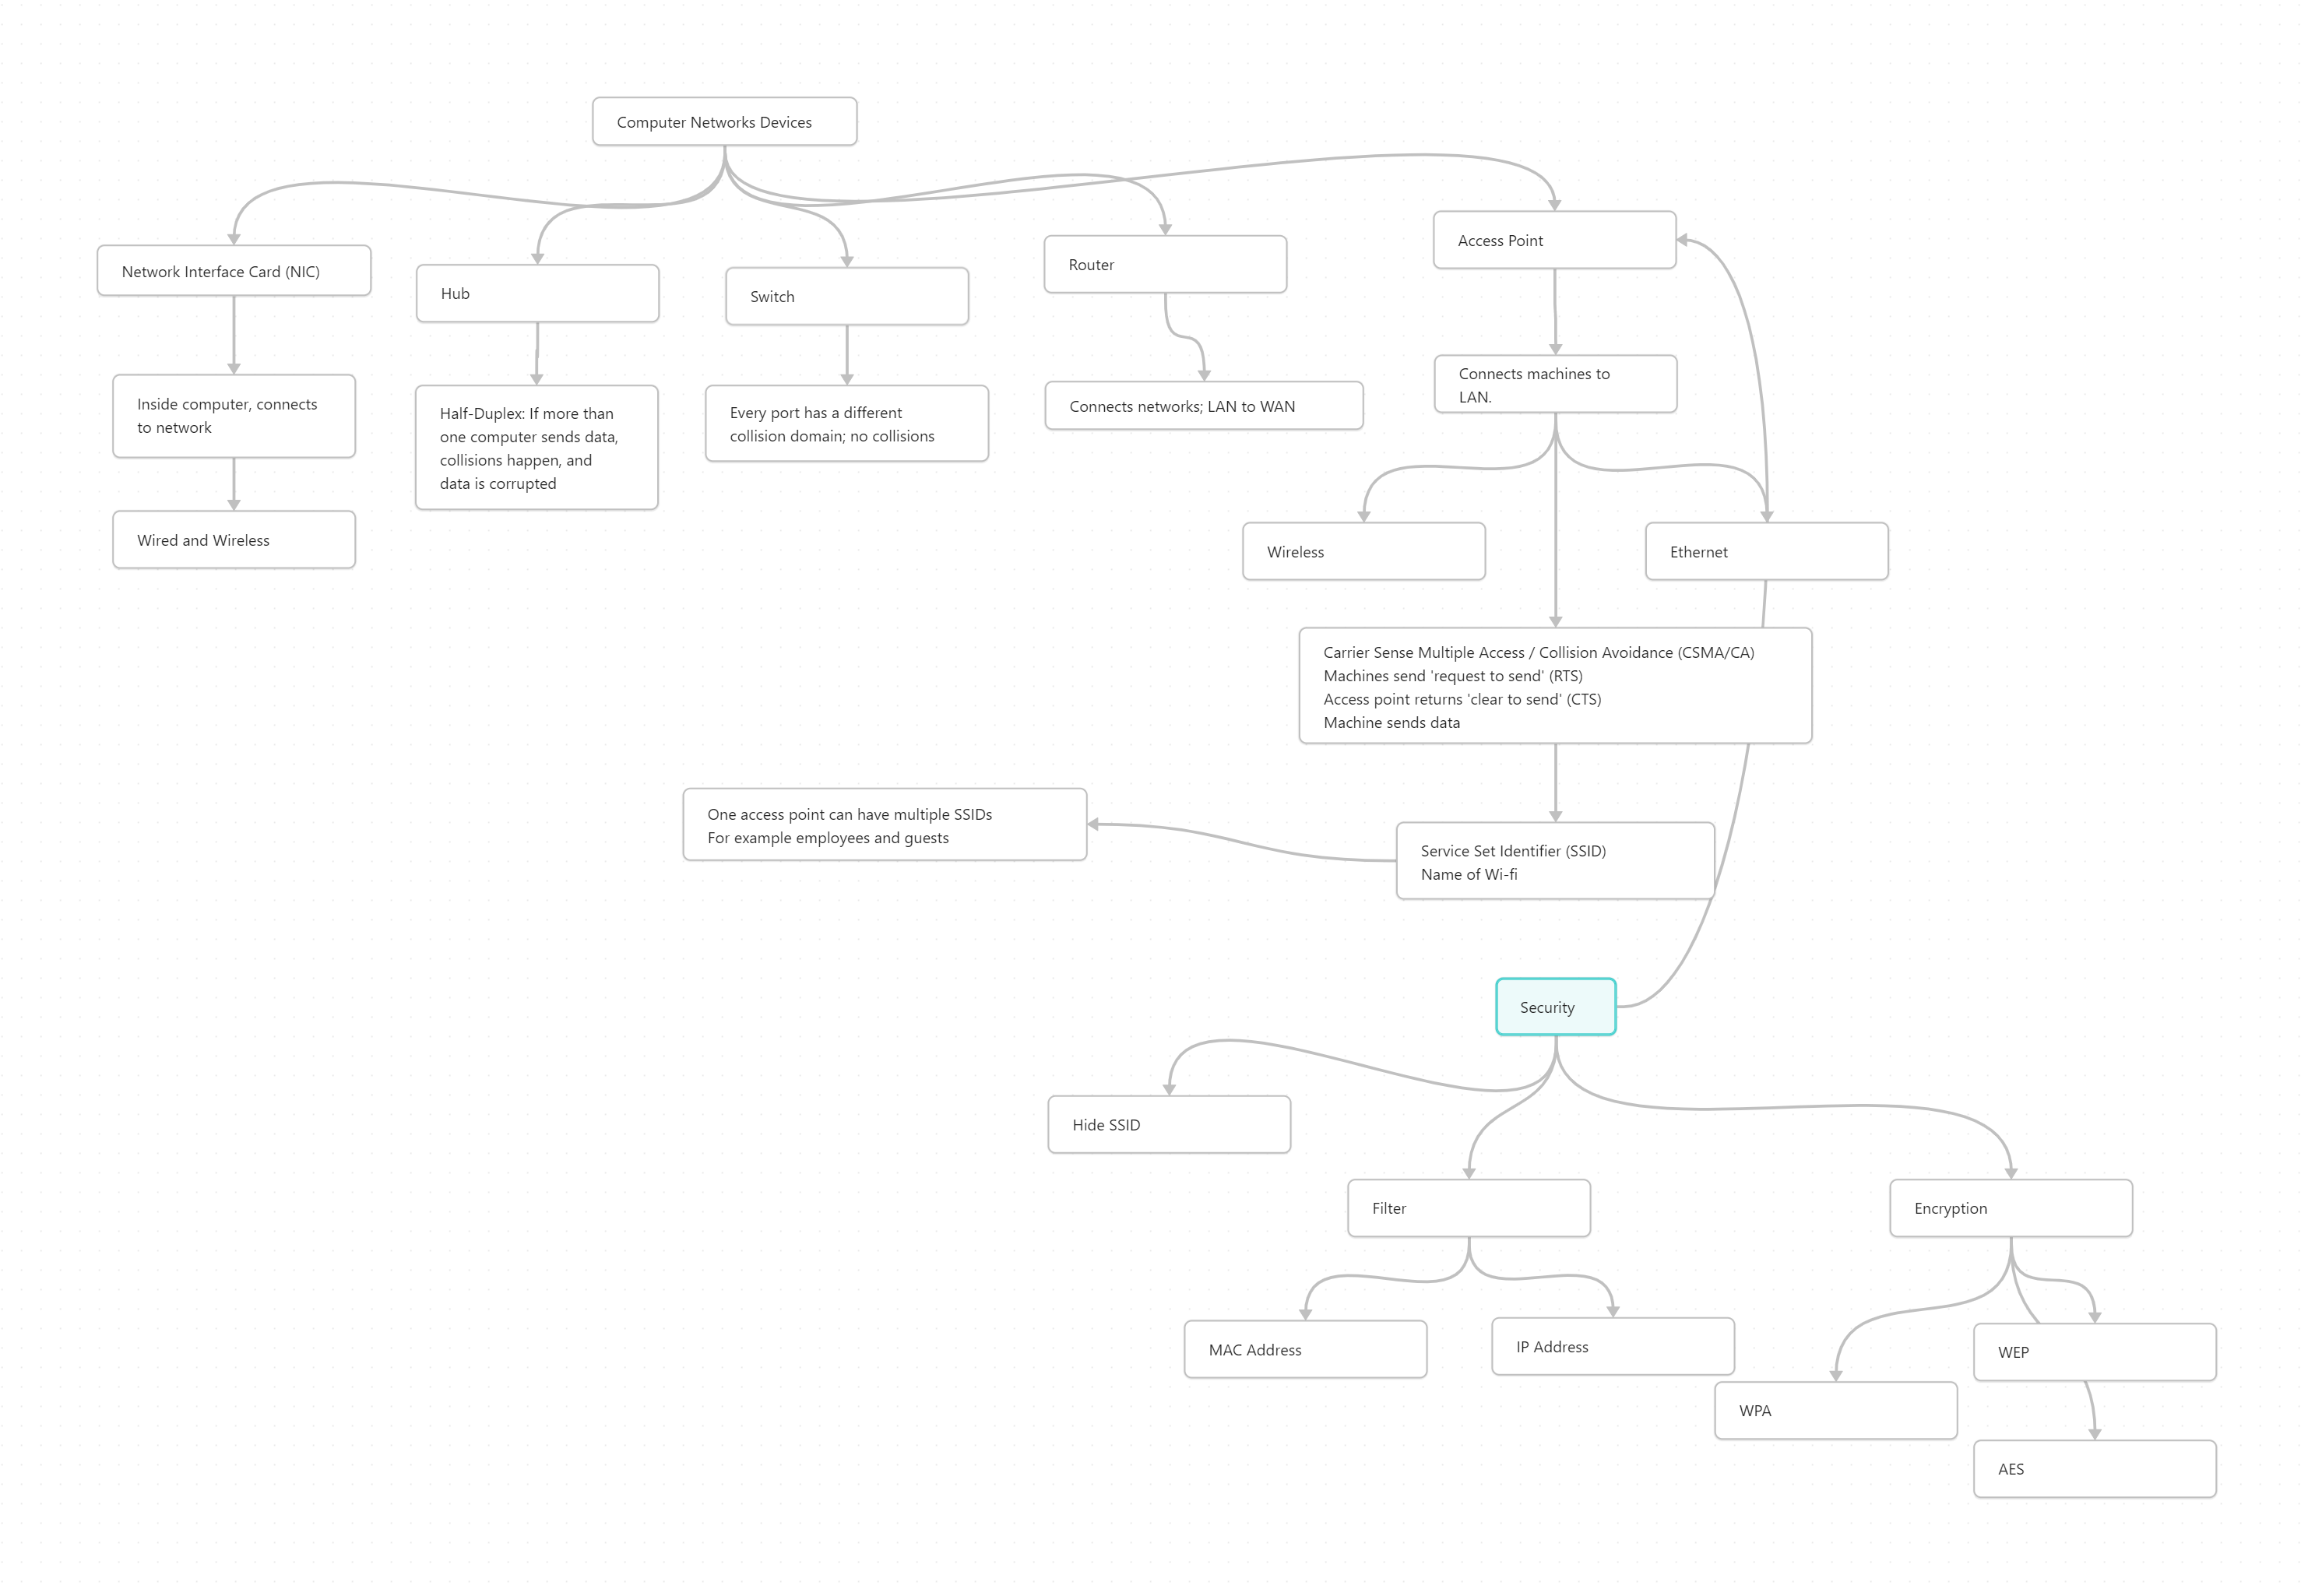 Computer Networks Devices
Network Interface Card (NIC)
Hub
Switch
Router
Access Point
Inside computer, connects
to network
Half-Duplex: If more than
one computer sends data,
collisions happen, and
data is corrupted
Every port has a different
collision domain; no collisions
Connects networks; LAN to WAN
Connects machines to
LAN.
Wired and Wireless
Wireless
Ethernet
Carrier Sense Multiple Access / Collision Avoidance (CSMA/CA)
Machines send 'request to send' (RTS)
Access point returns 'clear to send' (CTS)
Machine sends data
One access point can have multiple SSIDs
For example employees and guests
Service Set Identifier (SSID)
Name of Wi-fi
Security
Hide SSID
Filter
Encryption
MAC Address
IP Address
WEP
WPA
AES